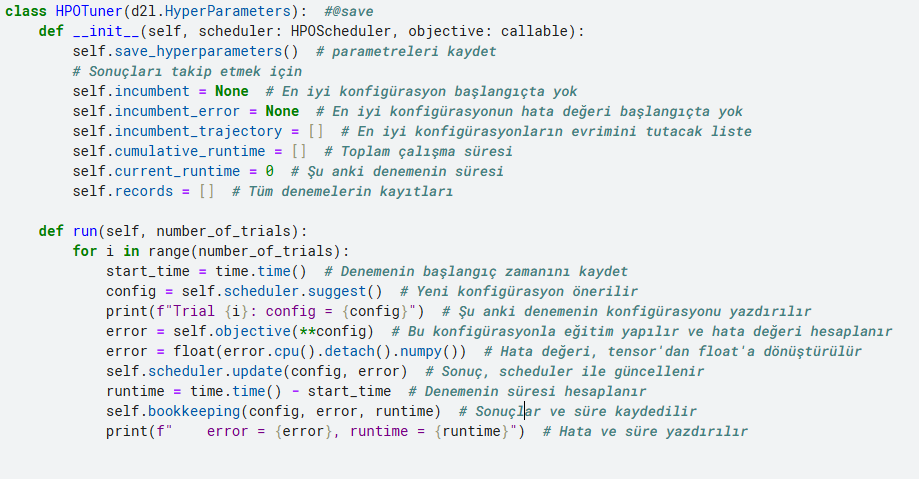 class HPOTuner(d2l.HyperParameters):  #@save
    def __init__(self, scheduler: HPOScheduler, objective: callable):
        self.save_hyperparameters()  # parametreleri kaydet
        # Sonuçları takip etmek için
        self.incumbent = None  # En iyi konfigürasyon başlangıçta yok
        self.incumbent_error = None  # En iyi konfigürasyonun hata değeri başlangıçta yok
        self.incumbent_trajectory = []  # En iyi konfigürasyonların evrimini tutacak liste
        self.cumulative_runtime = []  # Toplam çalışma süresi
        self.current_runtime = 0  # Şu anki denemenin süresi
        self.records = []  # Tüm denemelerin kayıtları
    def run(self, number_of_trials):
        for i in range(number_of_trials):
            start_time = time.time()  # Denemenin başlangıç zamanını kaydet
            config = self.scheduler.suggest()  # Yeni konfigürasyon önerilir
            print(f"Trial {i}: config = {config}")  # Şu anki denemenin konfigürasyonu yazdırılır
            error = self.objective(**config)  # Bu konfigürasyonla eğitim yapılır ve hata değeri hesaplanır
            error = float(error.cpu().detach().numpy())  # Hata değeri, tensor'dan float'a dönüştürülür
            self.scheduler.update(config, error)  # Sonuç, scheduler ile güncellenir
            runtime = time.time() - start_time  # Denemenin süresi hesaplanır
            self.bookkeeping(config, error, runtime)  # Sonuçlar ve süre kaydedilir
            print(f"    error = {error}, runtime = {runtime}")  # Hata ve süre yazdırılır